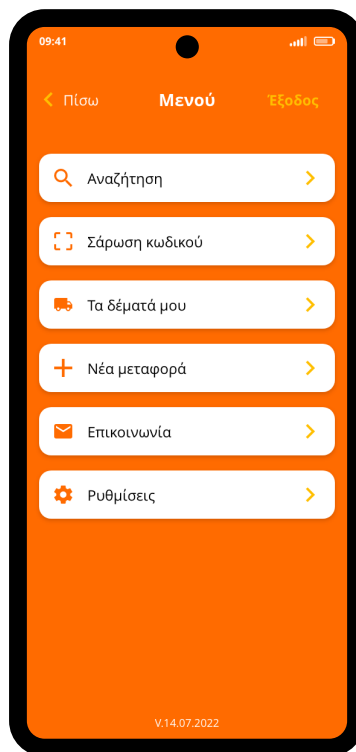 09:41
Πίσω Μενού Έξοδος
Αναζήτηση
Σάρωση κωδικού
Τα δέματά μου
Νέα μεταφορά
Επικοινωνία
Ρυθμίσεις
V.14.07.2022